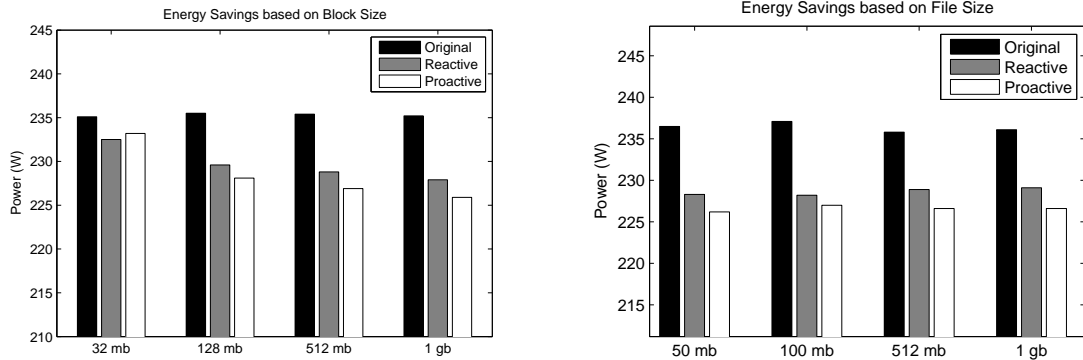 Energy Savings based on Block Size
Power (W)
245
240
235
230
225
220
215
210
32 mb
128 mb
512 mb
1 gb
Original
Reactive
Proactive
Energy Savings based on File Size
Power (W)
245
240
235
230
225
220
215
50 mb
100 mb
512 mb
1 gb
Original
Reactive
Proactive